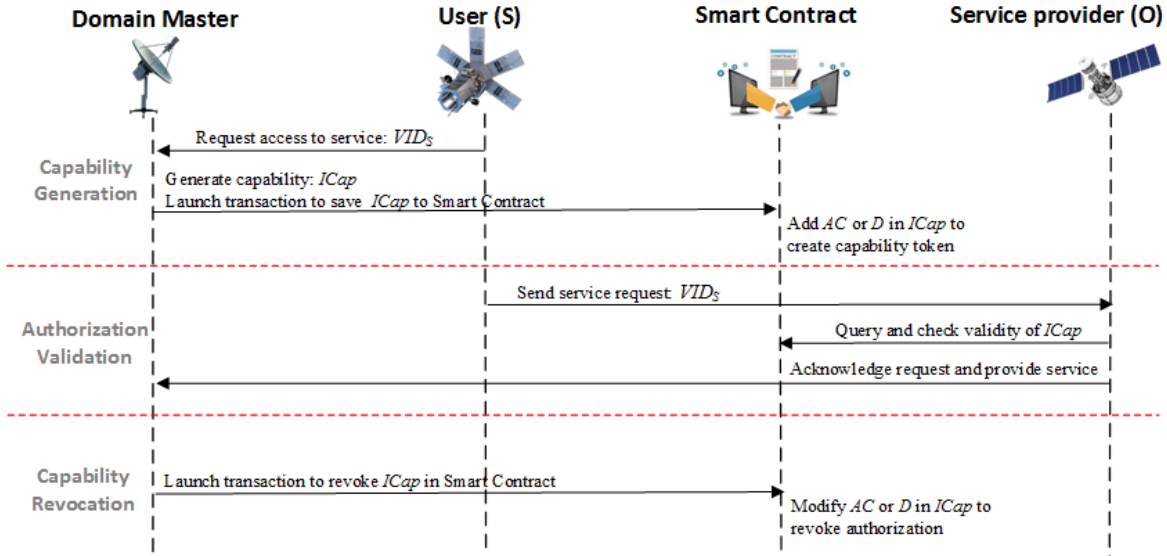 Domain Master
User (S)
Smart Contract
Service provider (O)
CONTRACT
Request access to service: VIDS
Capability
Generation
Generate capability: ICap
Launch transaction to save ICap to Smart Contract
Add AC or D in ICap to
create capability token
Send service request: VIDS
Authorization
Validation
Query and check validity of ICap
Acknowledge request and provide service
Capability
Revocation
Launch transaction to revoke ICap in Smart Contract
Modify AC or D in ICap to
revoke authorization